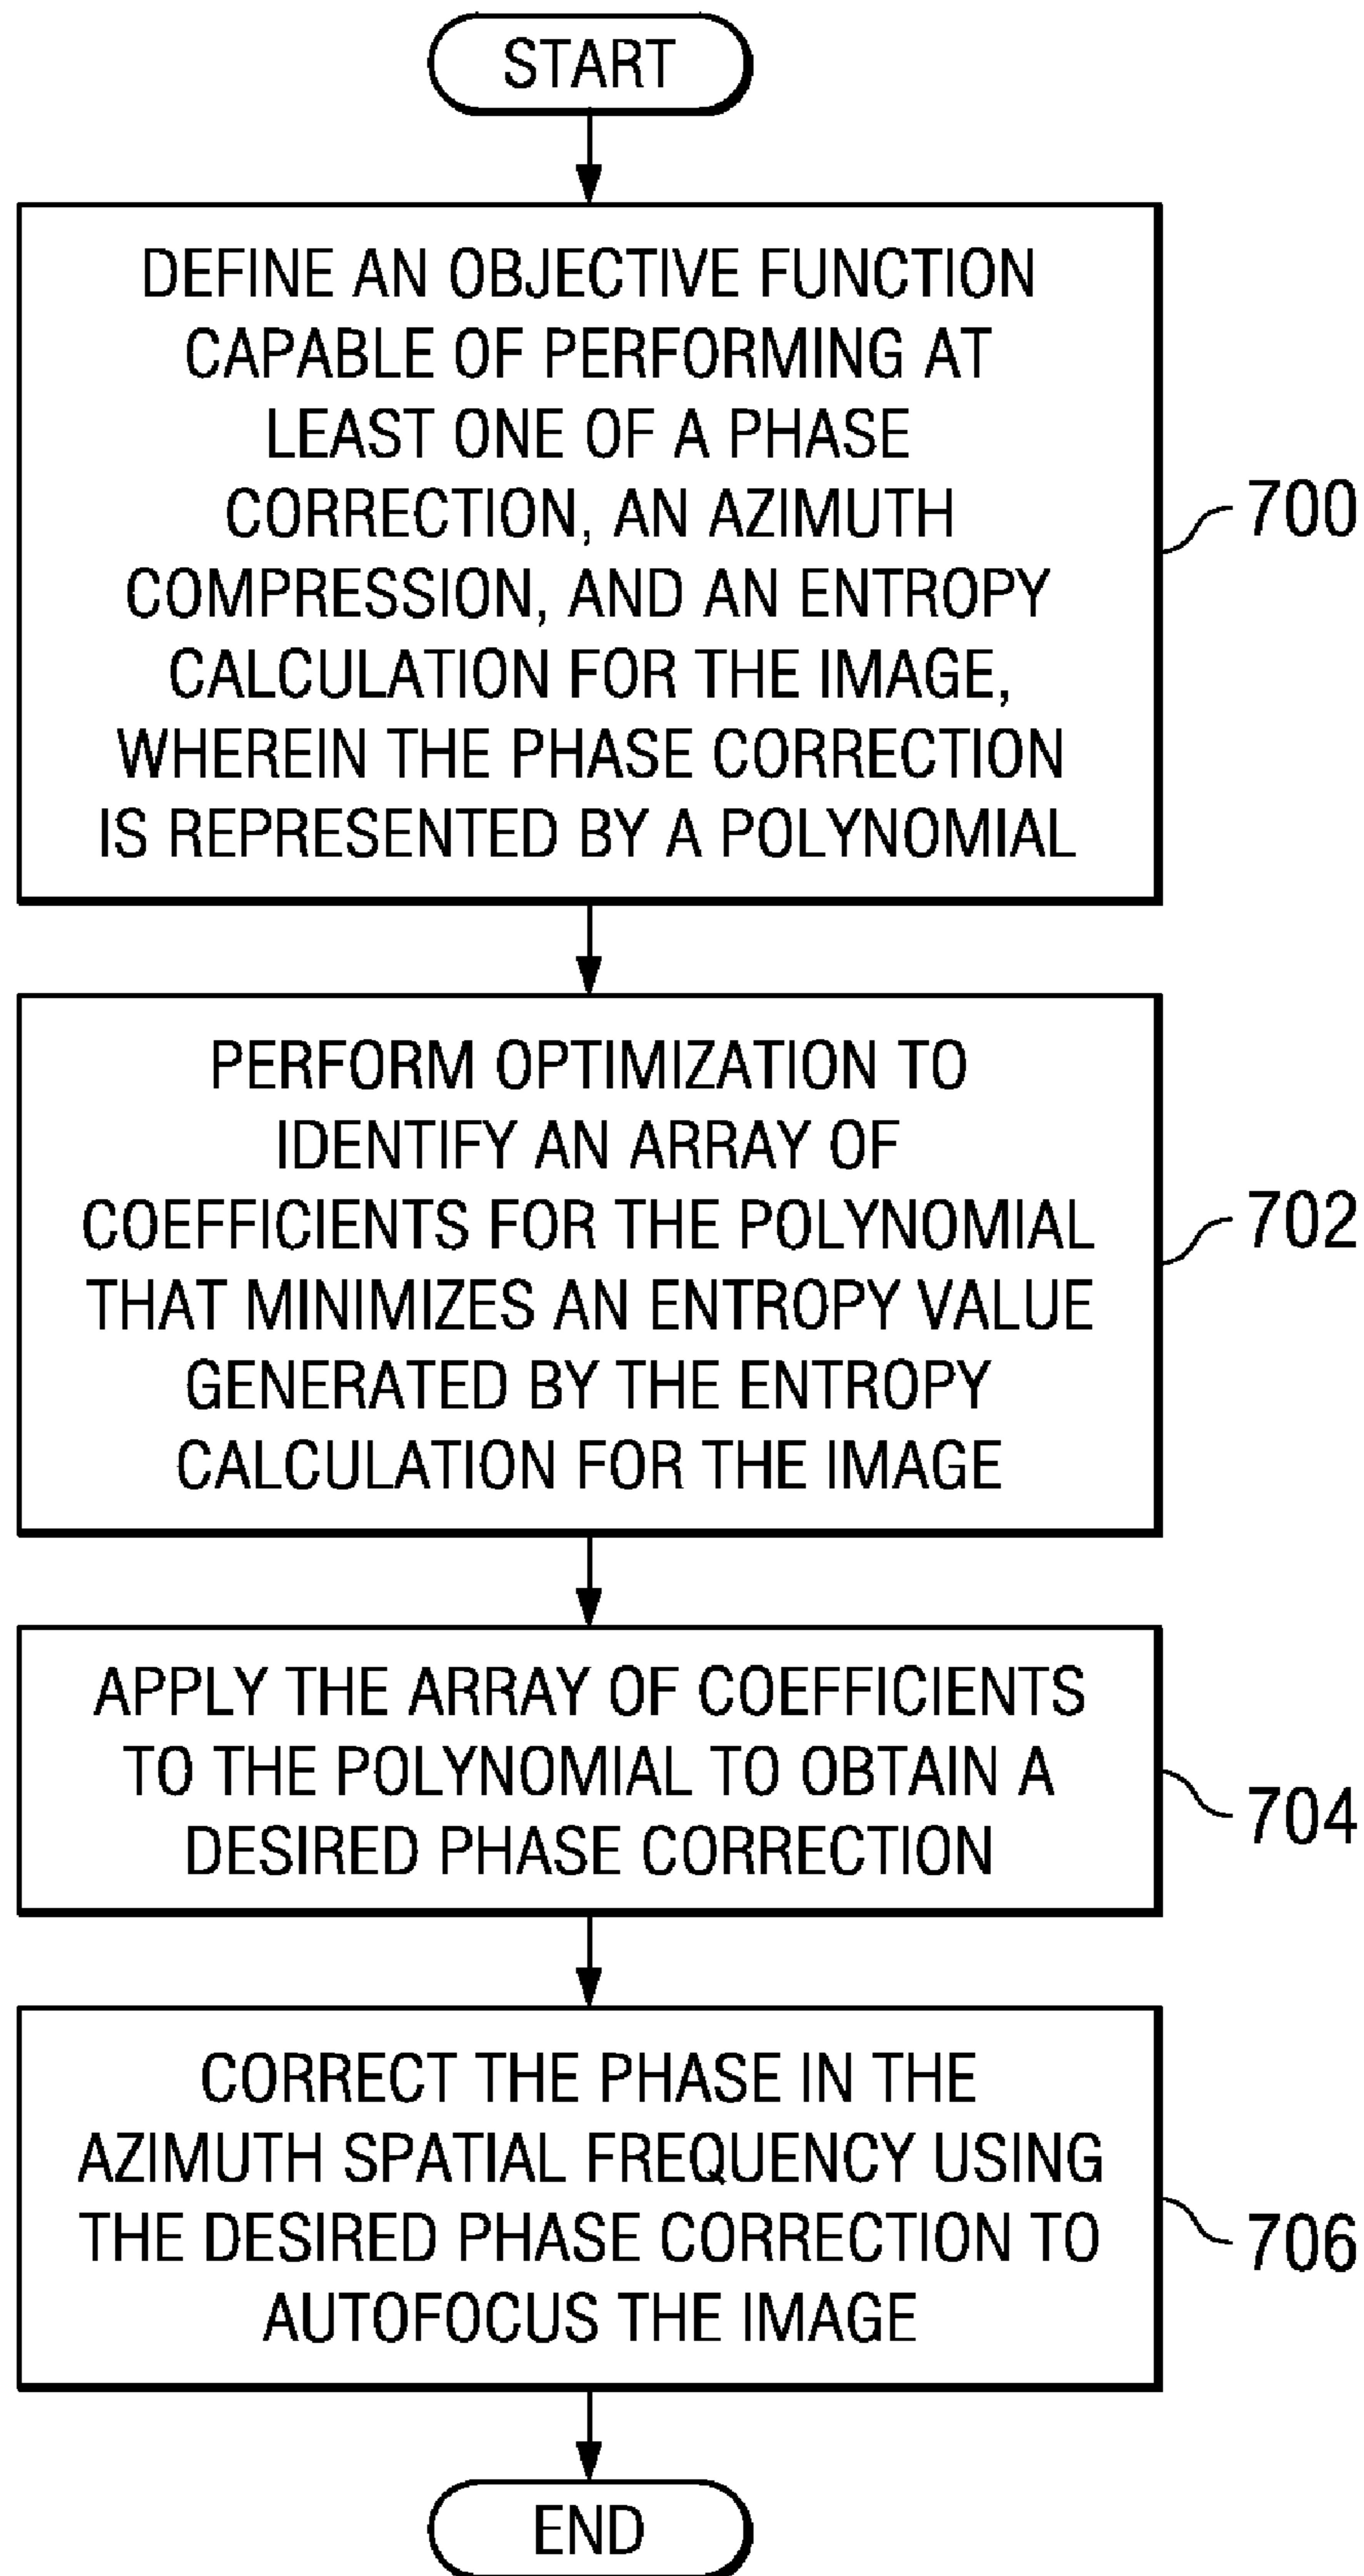 START
DEFINE AN OBJECTIVE FUNCTION
CAPABLE OF PERFORMING AT
LEAST ONE OF A PHASE
CORRECTION, AN AZIMUTH
COMPRESSION, AND AN ENTROPY
CALCULATION FOR THE IMAGE,
WHEREIN THE PHASE CORRECTION
IS REPRESENTED BY A POLYNOMIAL
700
PERFORM OPTIMIZATION TO
IDENTIFY AN ARRAY OF
COEFFICIENTS FOR THE POLYNOMIAL
THAT MINIMIZES AN ENTROPY VALUE
GENERATED BY THE ENTROPY
CALCULATION FOR THE IMAGE
702
APPLY THE ARRAY OF COEFFICIENTS
TO THE POLYNOMIAL TO OBTAIN A
DESIRED PHASE CORRECTION
704
CORRECT THE PHASE IN THE
AZIMUTH SPATIAL FREQUENCY USING
THE DESIRED PHASE CORRECTION TO
AUTOFOCUS THE IMAGE
706
END